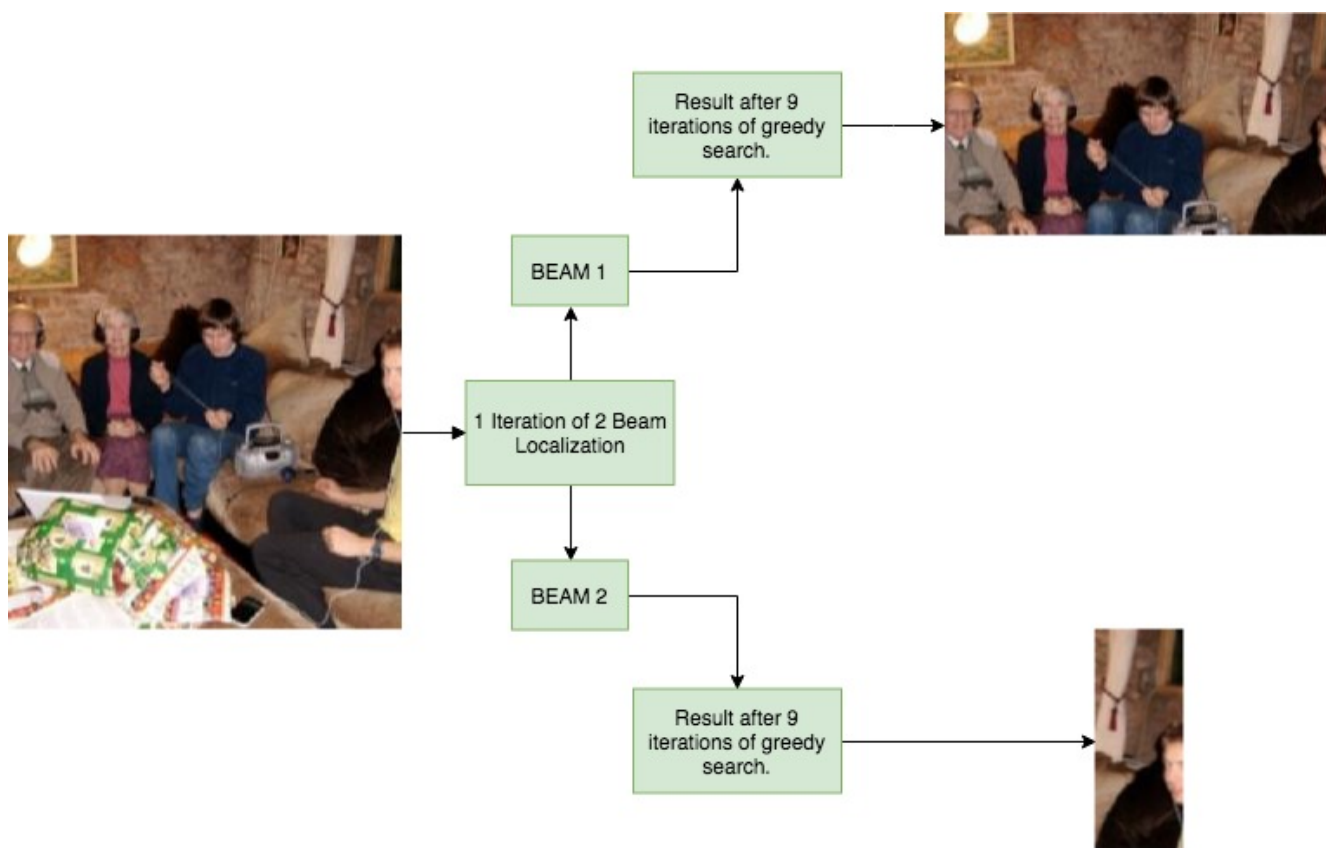 Result after 9
iterations of greedy
search.
BEAM 1
1 Iteration of 2 Beam
Localization
BEAM 2
Result after 9
iterations of greedy
search.